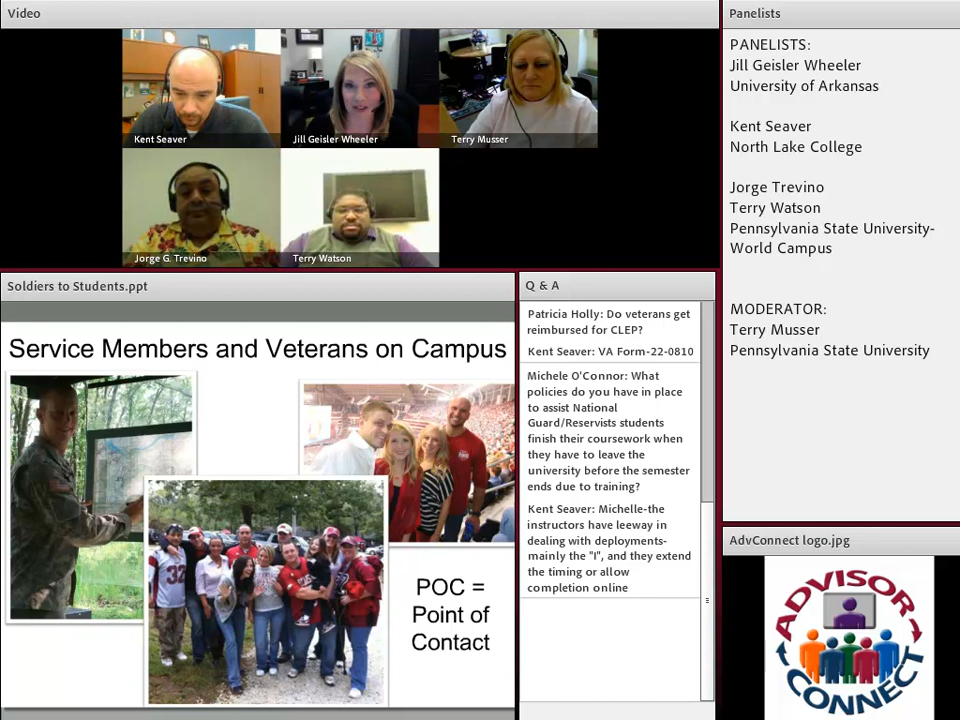 Video
Kent Seaver
Jill Geisler Wheeler
Terry Musser
Jorge G. Trevino
Terry Watson
Panelists
PANELISTS:
Jill Geisler Wheeler
University of Arkansas
Kent Seaver
North Lake College
Jorge Trevino
Terry Watson
Pennsylvania State University-
World Campus
MODERATOR:
Terry Musser
Pennsylvania State University
Soldiers to Students.ppt
Service Members and Veterans on Campus
32
POC =
Point of
Contact
Q & A
Patricia Holly: Do veterans get
reimbursed for CLEP?
Kent Seaver: VA Form-22-0810
Michele O'Connor: What
policies do you have in place
to assist National
Guard/Reservists students
finish their coursework when
they have to leave the
university before the semester
ends due to training?
Kent Seaver: Michelle-the
instructors have leeway in
dealing with deployments-
mainly the "I", and they extend
the timing or allow
completion online
AdvConnect logo.jpg
ADVISOR
CONNECT